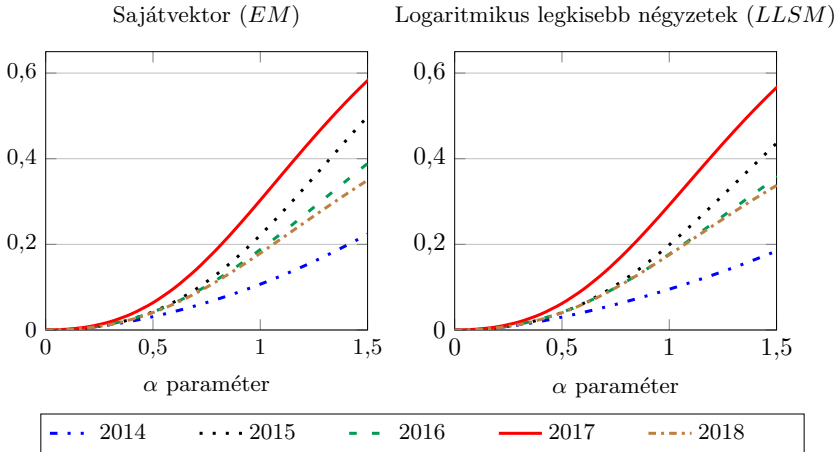 Sajátvektor (EM)
0,6
0,4
0,2
0
0 0,5 1 1,5
α paraméter
Logaritmikus legkisebb négyzetek (LLSM)
0,6
0,4
0,2
0
0 0,5 1 1,5
α paraméter
2014 2015 2016 2017 2018